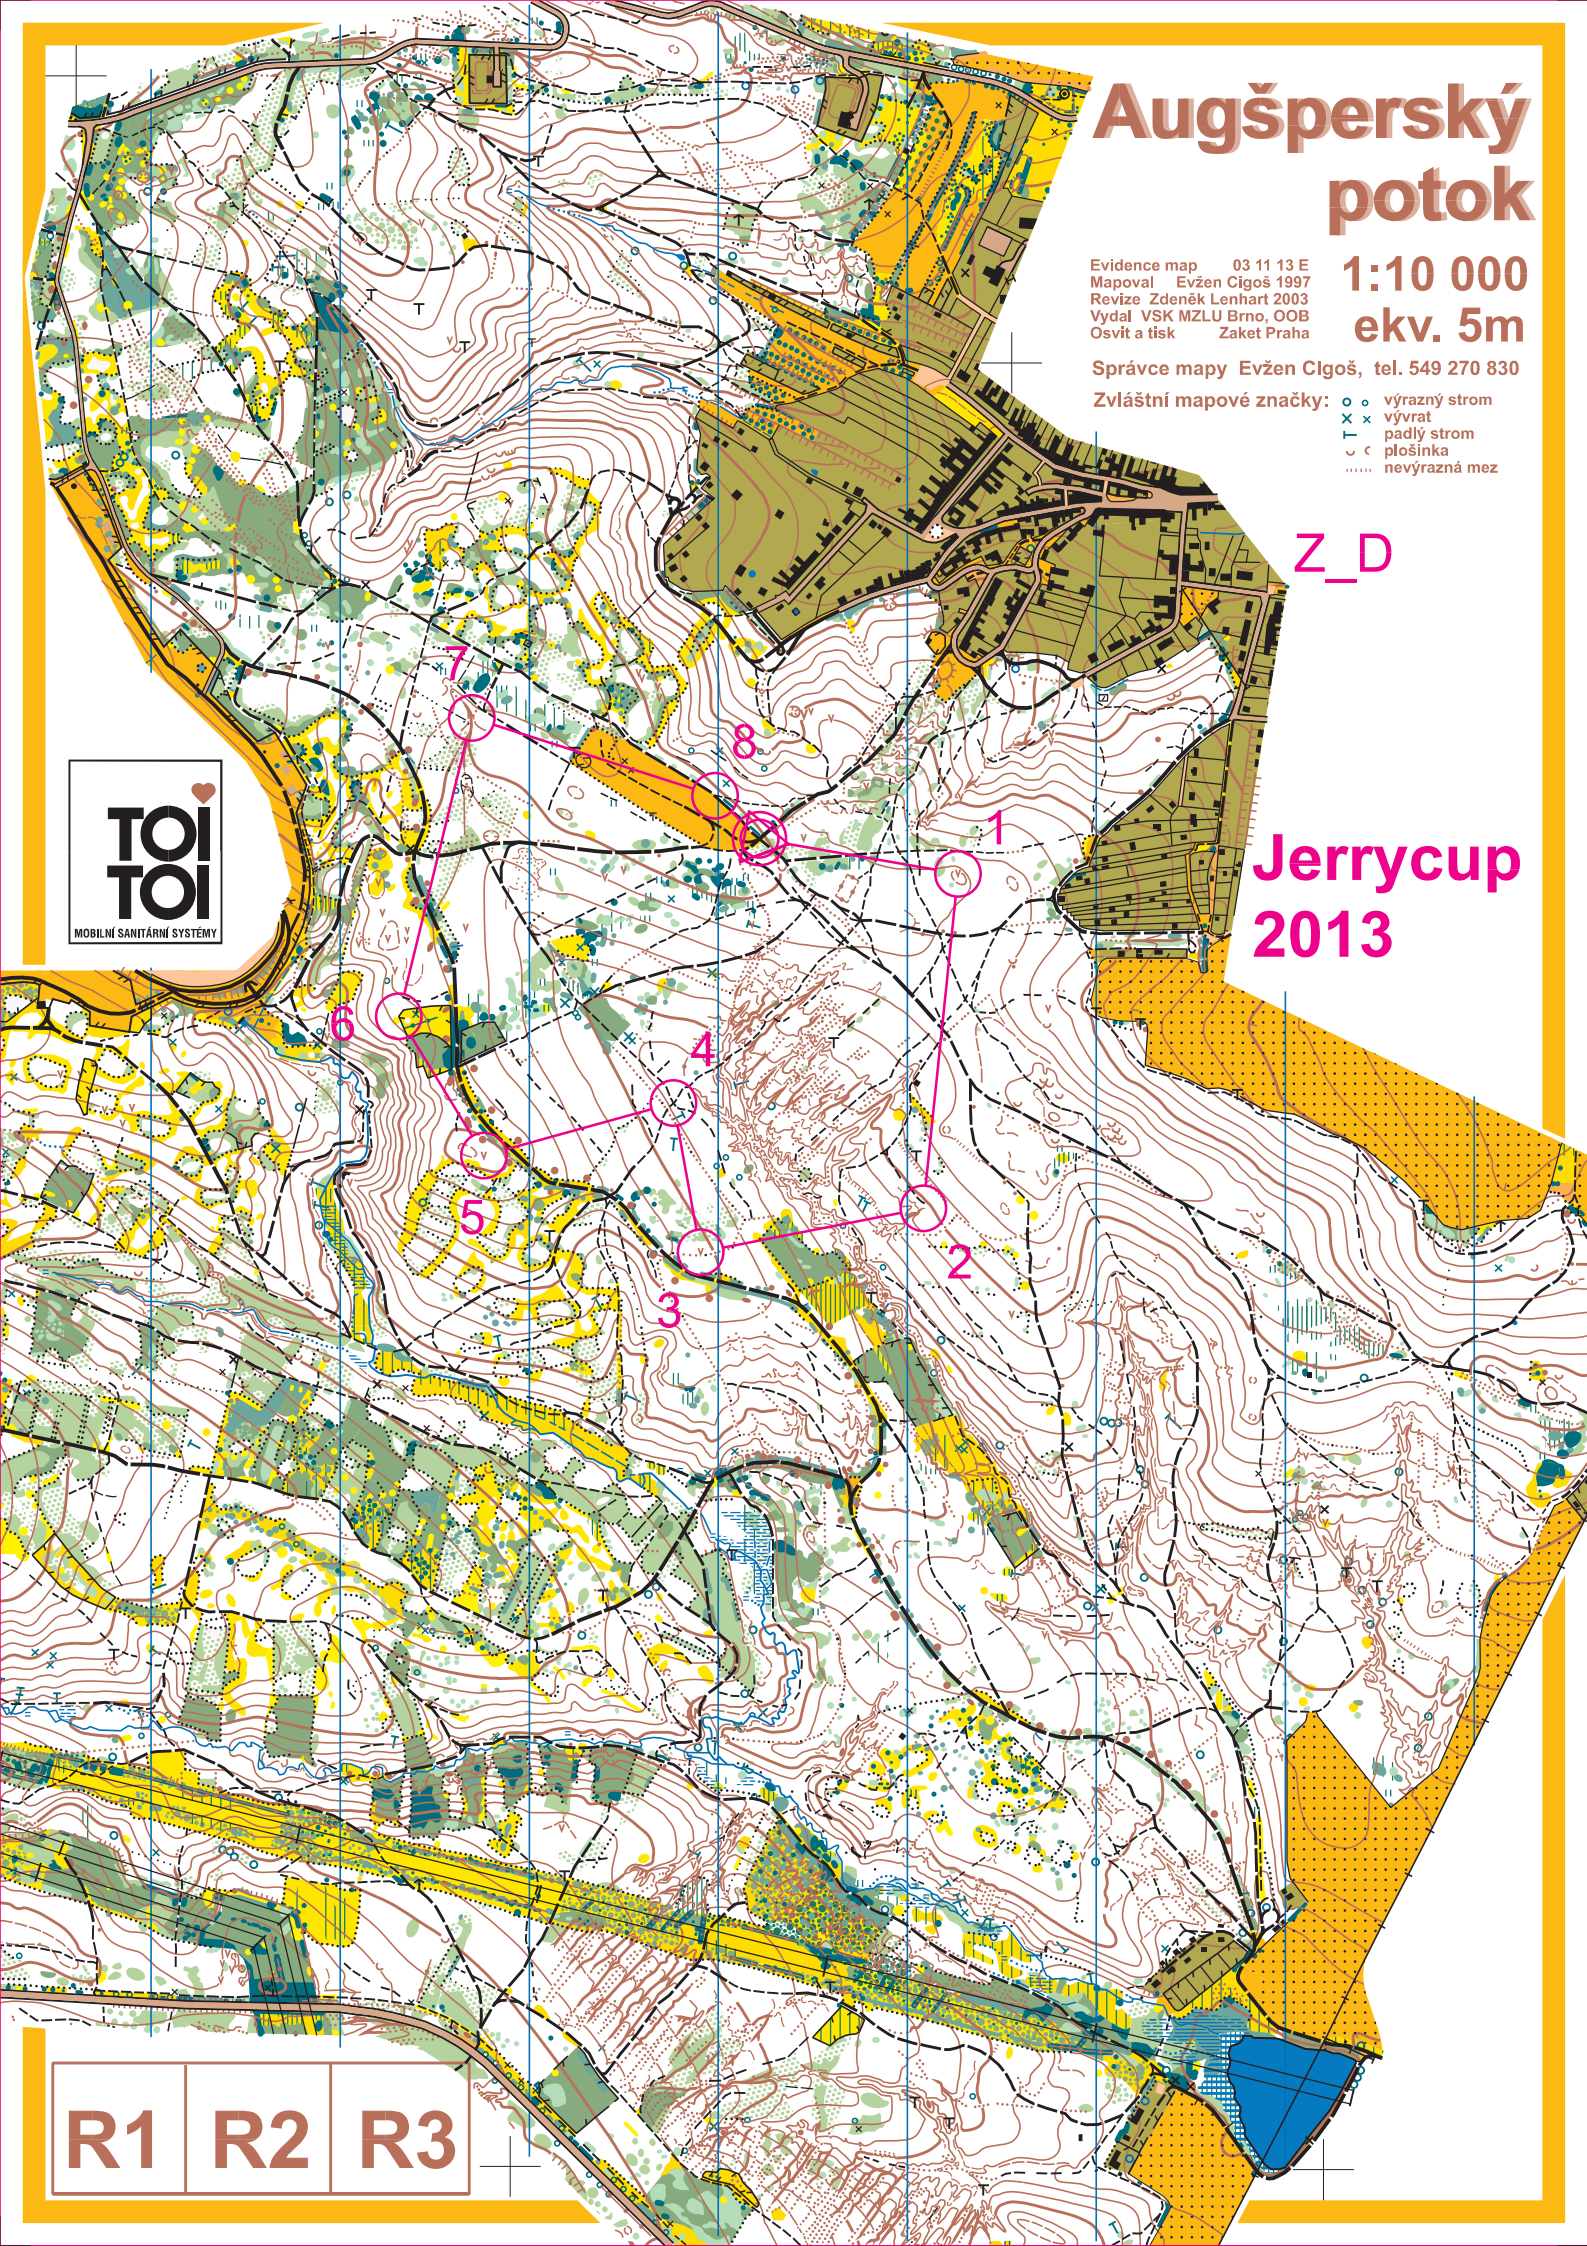 Augšperský
potok
Evidence map 03 11 13 E
Mapoval Evžen Cigoš 1997
Revize Zdeněk Lenhart 2003
Vydal VSK MZLU Brno, OOB
Osvit a tisk Zaket Praha
1:10 000
ekv. 5m
Správce mapy Evžen CIgoš, tel. 549 270 830
Zvláštní mapové značky:
výrazný strom
vývrat
padlý strom
plošinka
nevýrazná mez
Z_D
7
8
1
TOI
TOI
MOBILNÍ SANITÁRNÍ SYSTÉMY
Jerrycup
2013
6
4
5
2
3
R1 R2 R3